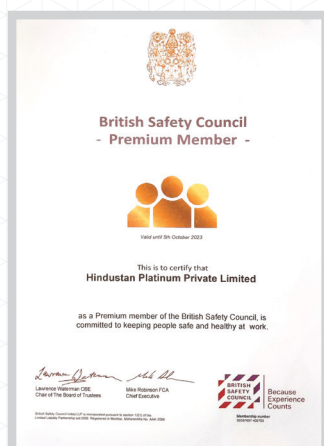 British Safety Council
- Premium Member -
Valid until 5th October 2023
This is to certify that
Hindustan Platinum Private Limited
as a Premium member of the British Safety Council, is
committed to keeping people safe and healthy at work.
Lawrence Waterman OBE
Chair of The Board of Trustees
Mike Robinson FCA
Chief Executive
BRITISH
SAFETY
COUNCIL
Because
Experience
Counts
Membership number